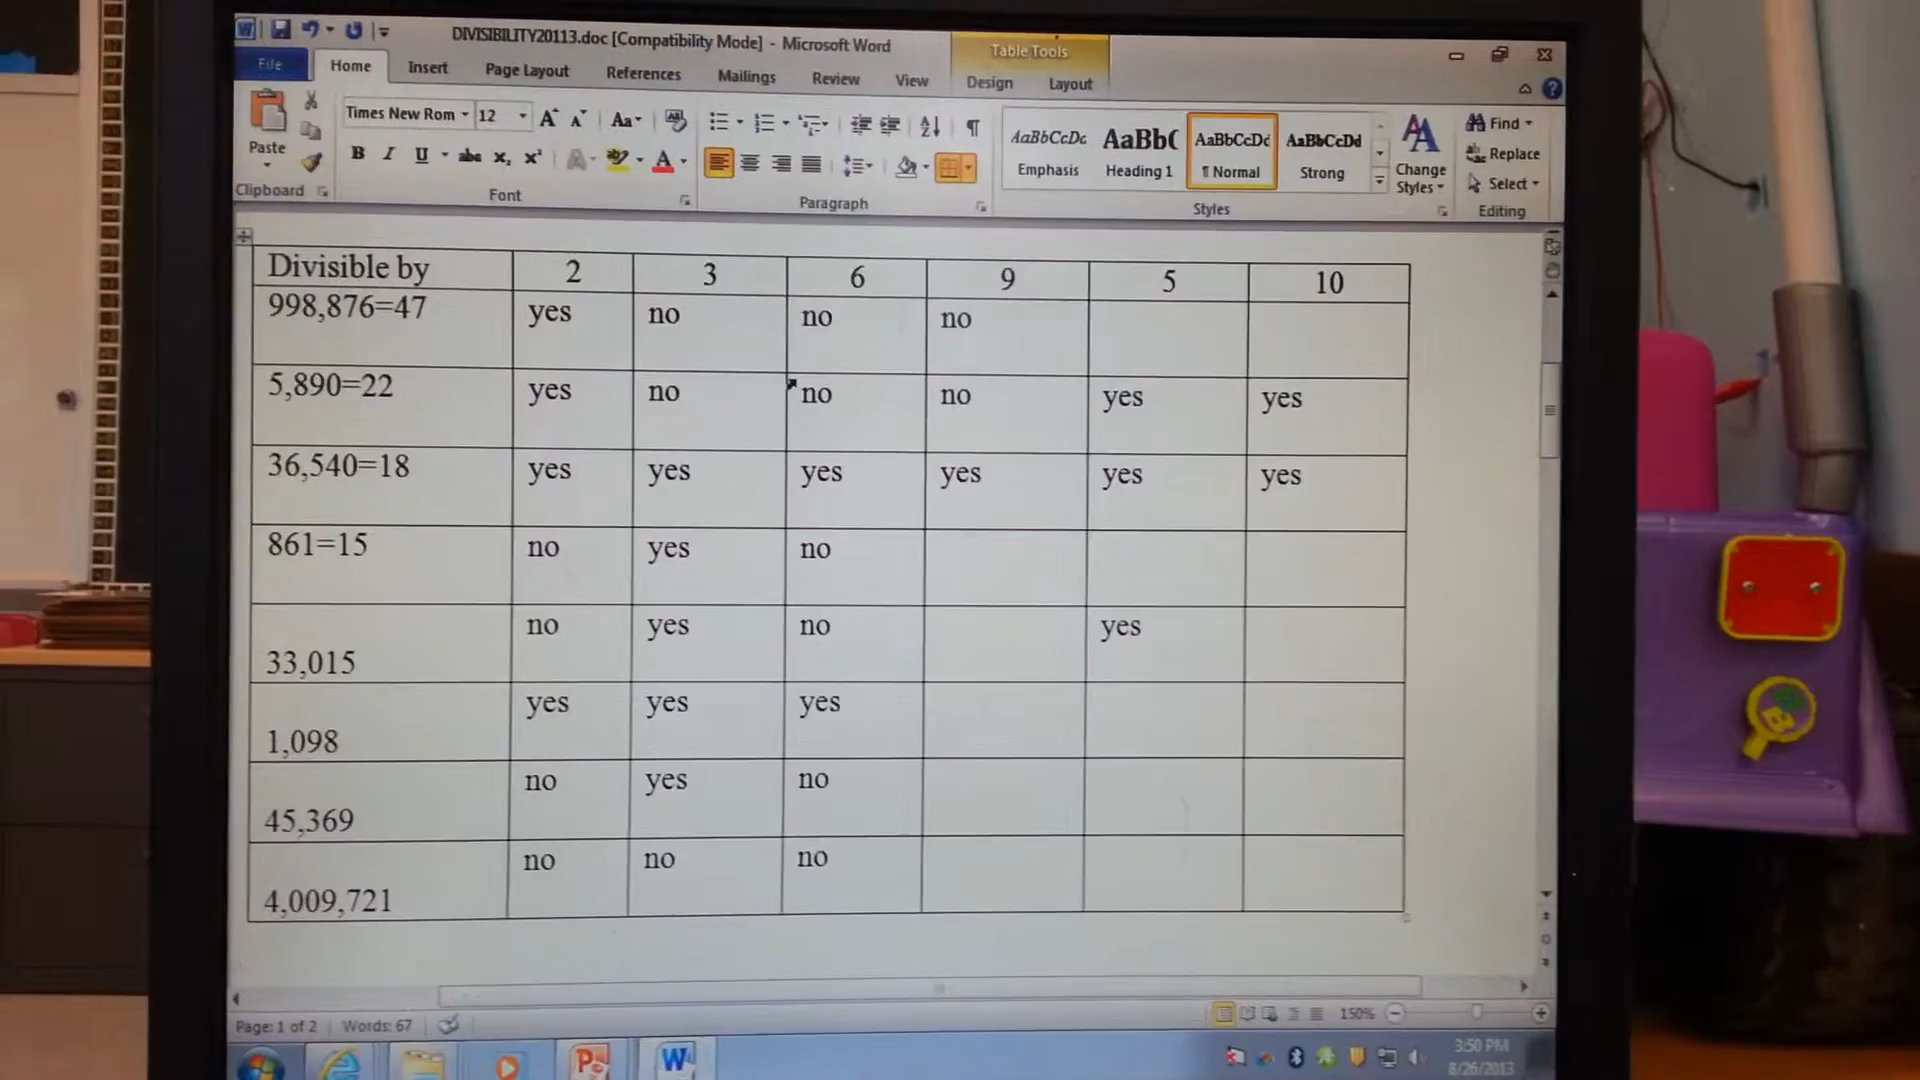 DIVISIBILITY20113.doc [Compatibility Mode] - Microsoft Word
Table Tools
File Home Insert Page Layout References Mailings Review View Design Layout
Times New Rom 12
Paste
Clipboard
Font
Paragraph
AaBbCcDc AaBbC AaBbCcDc AaBbCcDd
Emphasis Heading 1 ¶ Normal Strong
Change Styles
Styles
Find
Replace
Select
Editing
Divisible by 2 3 6 9 5 10
998,876=47 yes no no no
5,890=22 yes no no no yes yes
36,540=18 yes yes yes yes yes yes
861=15 no yes no
33,015 no yes no yes
1,098 yes yes yes
45,369 no yes no
4,009,721 no no no
Page: 1 of 2 Words: 67
150%
3:50 PM
8/26/2013